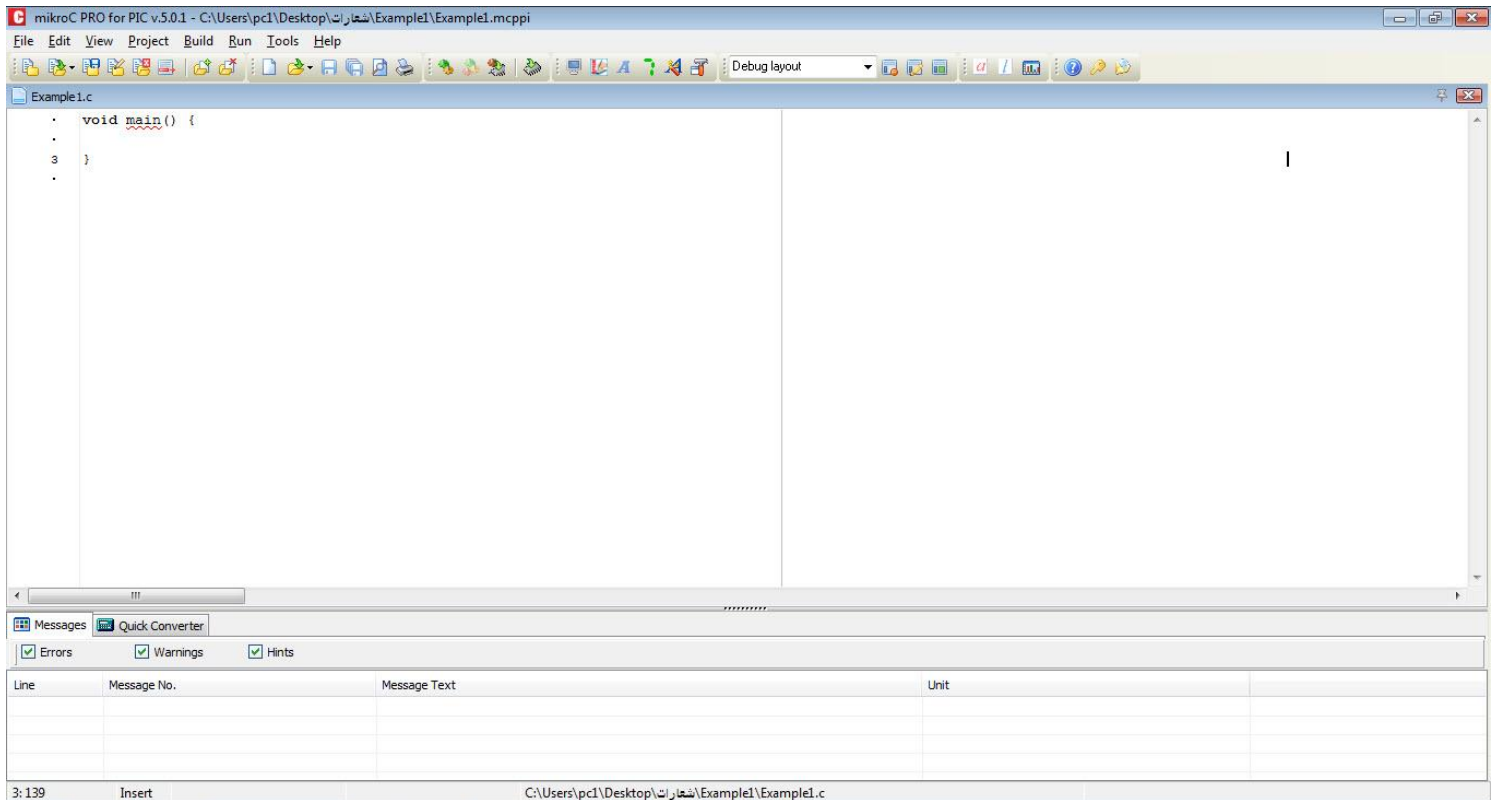 mikroC PRO for PIC v.5.0.1 - C:\Users\pc1\Desktop\شعارات\Example1\Example1.mcppi
File Edit View Project Build Run Tools Help
Debug layout
Example1.c
void main() {
3 }
Messages Quick Converter
Errors Warnings Hints
Line Message No. Message Text Unit
3: 139 Insert C:\Users\pc1\Desktop\شعارات\Example1\Example1.c